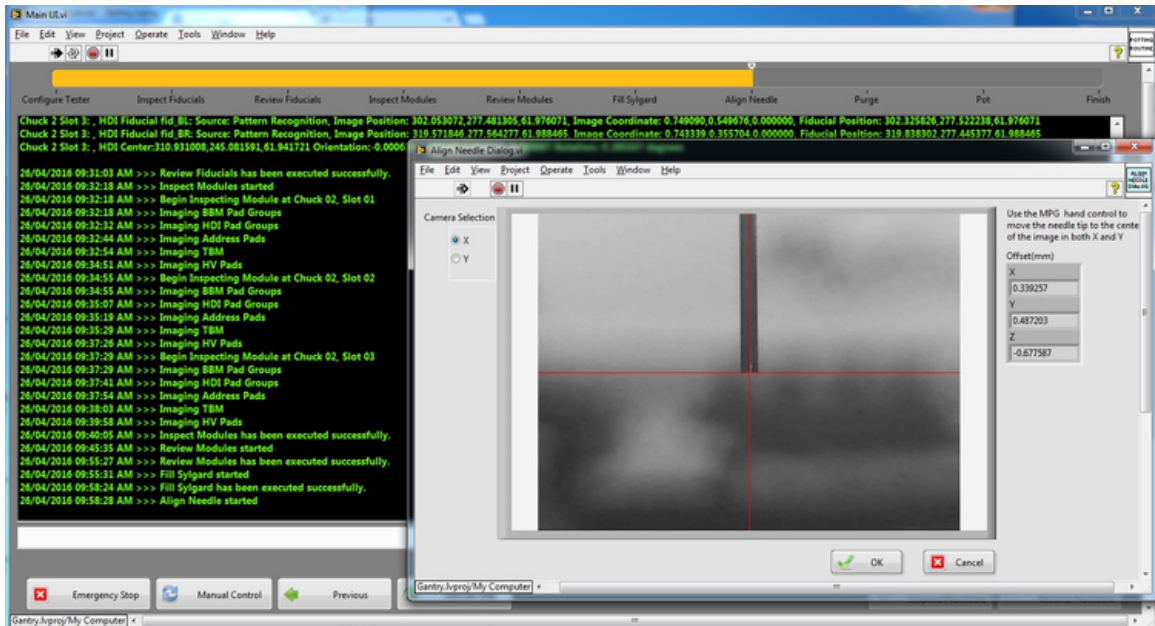 Main UI.vi
File Edit View Project Operate Tools Window Help
POTTING
ROUTINE
Configure Tester Inspect Fiducials Review Fiducials Inspect Modules Review Modules Fill Sylgard Align Needle Purge Pot Finish
Chuck 2 Slot 3: , HDI Fiducial fid_BL: Source: Pattern Recognition, Image Position: 302.053072,277.481305,61.976071, Image Coordinate: 0.749090,0.549676,0.000000, Fiducial Position: 302.325826,277.522238,61.976071
Chuck 2 Slot 3: , HDI Fiducial fid_BR: Source: Pattern Recognition, Image Position: 319.571846,277.564277,61.988465, Image Coordinate: 0.743339,0.355704,0.000000, Fiducial Position: 319.838302,277.445377,61.988465
Chuck 2 Slot 3: , HDI Center:310.931008,245.081591,61.941721 Orientation:-0.0006
26/04/2016 09:31:03 AM >>> Review Fiducials has been executed successfully.
26/04/2016 09:32:18 AM >>> Inspect Modules started
26/04/2016 09:32:18 AM >>> Begin Inspecting Module at Chuck 02, Slot 01
26/04/2016 09:32:18 AM >>> Imaging BBM Pad Groups
26/04/2016 09:32:32 AM >>> Imaging HDI Pad Groups
26/04/2016 09:32:44 AM >>> Imaging Address Pads
26/04/2016 09:32:54 AM >>> Imaging TBM
26/04/2016 09:34:51 AM >>> Imaging HV Pads
26/04/2016 09:34:55 AM >>> Begin Inspecting Module at Chuck 02, Slot 02
26/04/2016 09:34:55 AM >>> Imaging BBM Pad Groups
26/04/2016 09:35:07 AM >>> Imaging HDI Pad Groups
26/04/2016 09:35:19 AM >>> Imaging Address Pads
26/04/2016 09:35:29 AM >>> Imaging TBM
26/04/2016 09:37:26 AM >>> Imaging HV Pads
26/04/2016 09:37:29 AM >>> Begin Inspecting Module at Chuck 02, Slot 03
26/04/2016 09:37:29 AM >>> Imaging BBM Pad Groups
26/04/2016 09:37:41 AM >>> Imaging HDI Pad Groups
26/04/2016 09:37:54 AM >>> Imaging Address Pads
26/04/2016 09:38:03 AM >>> Imaging TBM
26/04/2016 09:39:58 AM >>> Imaging HV Pads
26/04/2016 09:40:05 AM >>> Inspect Modules has been executed successfully.
26/04/2016 09:45:35 AM >>> Review Modules started
26/04/2016 09:55:27 AM >>> Review Modules has been executed successfully.
26/04/2016 09:55:31 AM >>> Fill Sylgard started
26/04/2016 09:58:24 AM >>> Fill Sylgard has been executed successfully.
26/04/2016 09:58:28 AM >>> Align Needle started
Emergency Stop Manual Control Previous
Gantry.lvproj/My Computer
Align Needle Dialog.vi
File Edit View Project Operate Tools Window Help
ALIGN
NEEDLE
DIALOG
Camera Selection
X
Y
Use the MPG hand control to
move the needle tip to the cente
of the image in both X and Y
Offset(mm)
X
0.339257
Y
0.487203
Z
-0.677587
OK Cancel
Gantry.lvproj/My Computer